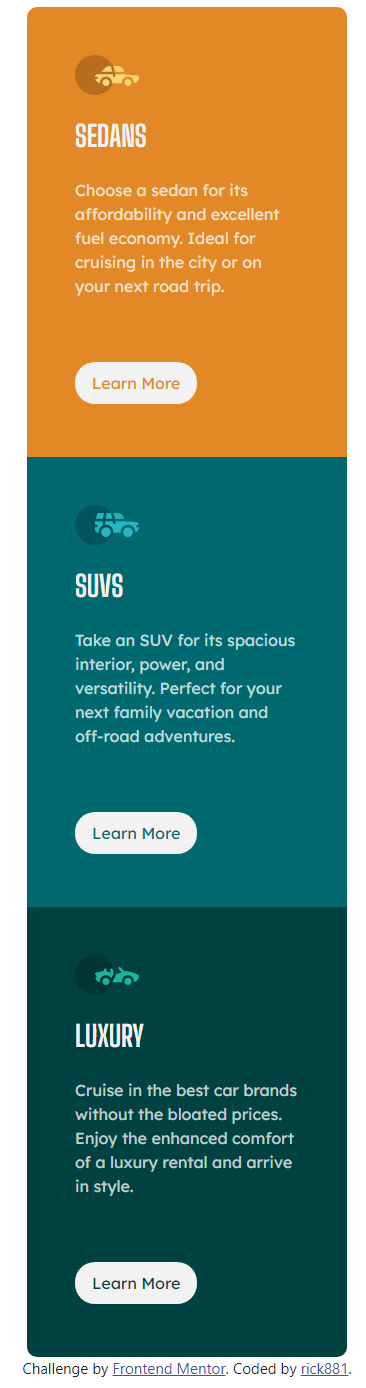 SEDANS
Choose a sedan for its
affordability and excellent
fuel economy. Ideal for
cruising in the city or on
your next road trip.
Learn More
SUVS
Take an SUV for its spacious
interior, power, and
versatility. Perfect for your
next family vacation and
off-road adventures.
Learn More
LUXURY
Cruise in the best car brands
without the bloated prices.
Enjoy the enhanced comfort
of a luxury rental and arrive
in style.
Learn More
Challenge by Frontend Mentor. Coded by rick881.